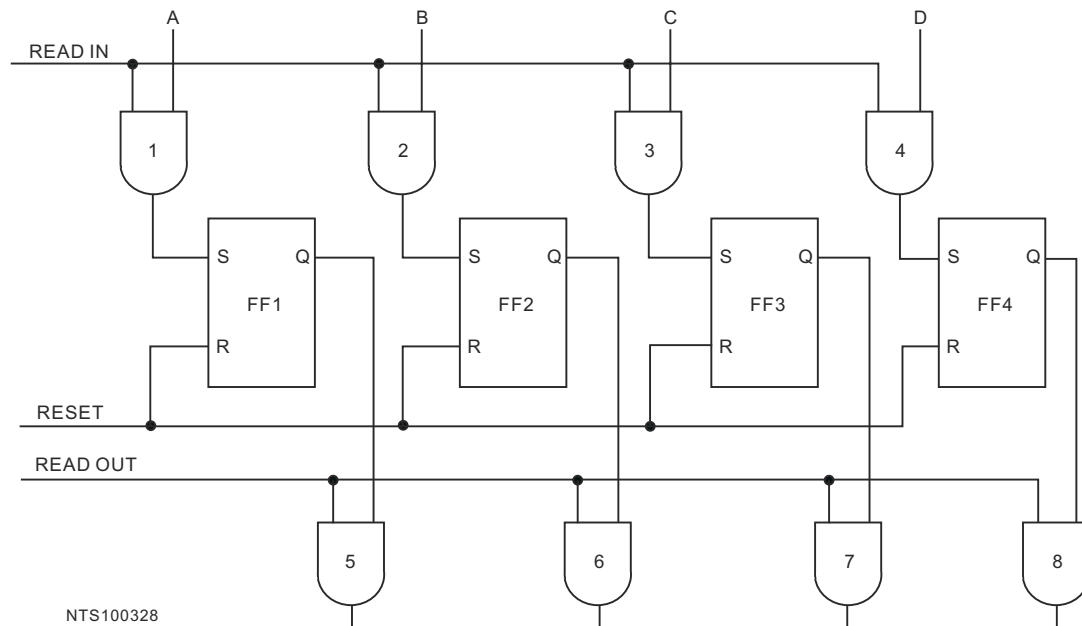 A B C D
READ IN
1 2 3 4
S Q S Q S Q S Q
FF1 FF2 FF3 FF4
R R R R
RESET
READ OUT
5 6 7 8
NTS100328